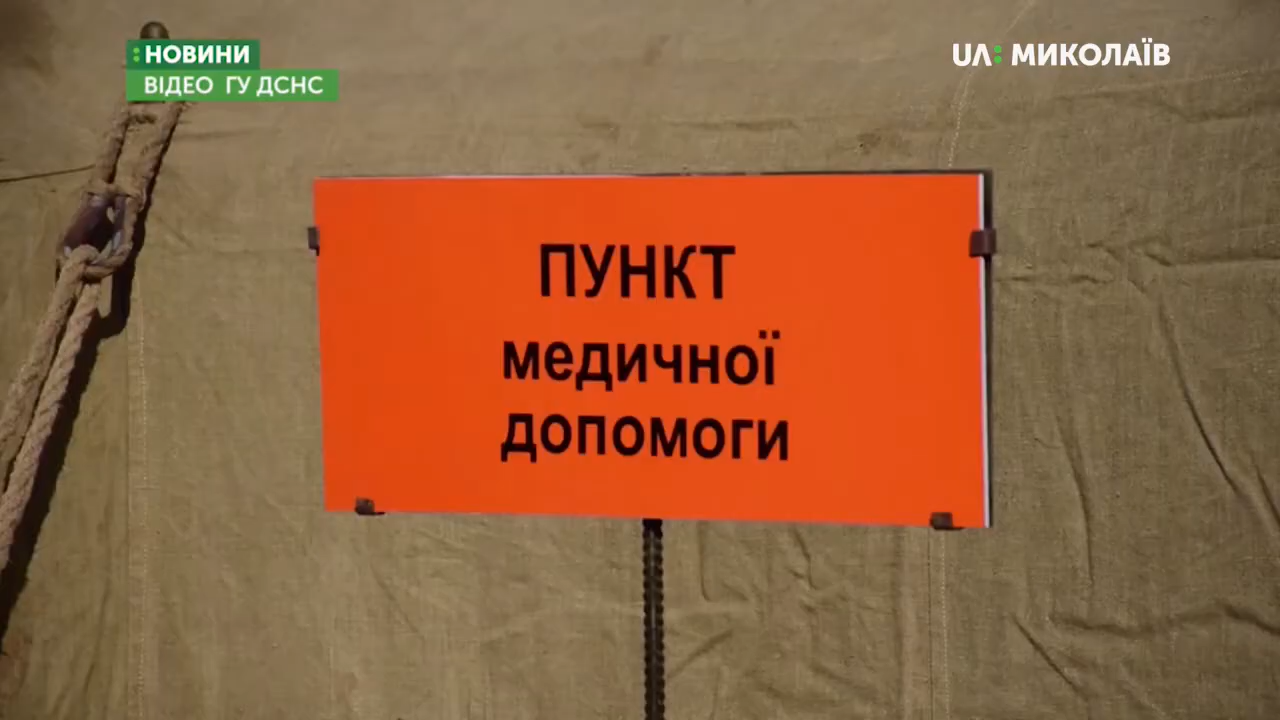 :НОВИНИ
ВІДЕО ГУ ДСНС
UA: МИКОЛАЇВ
ПУНКТ
медичної
допомоги